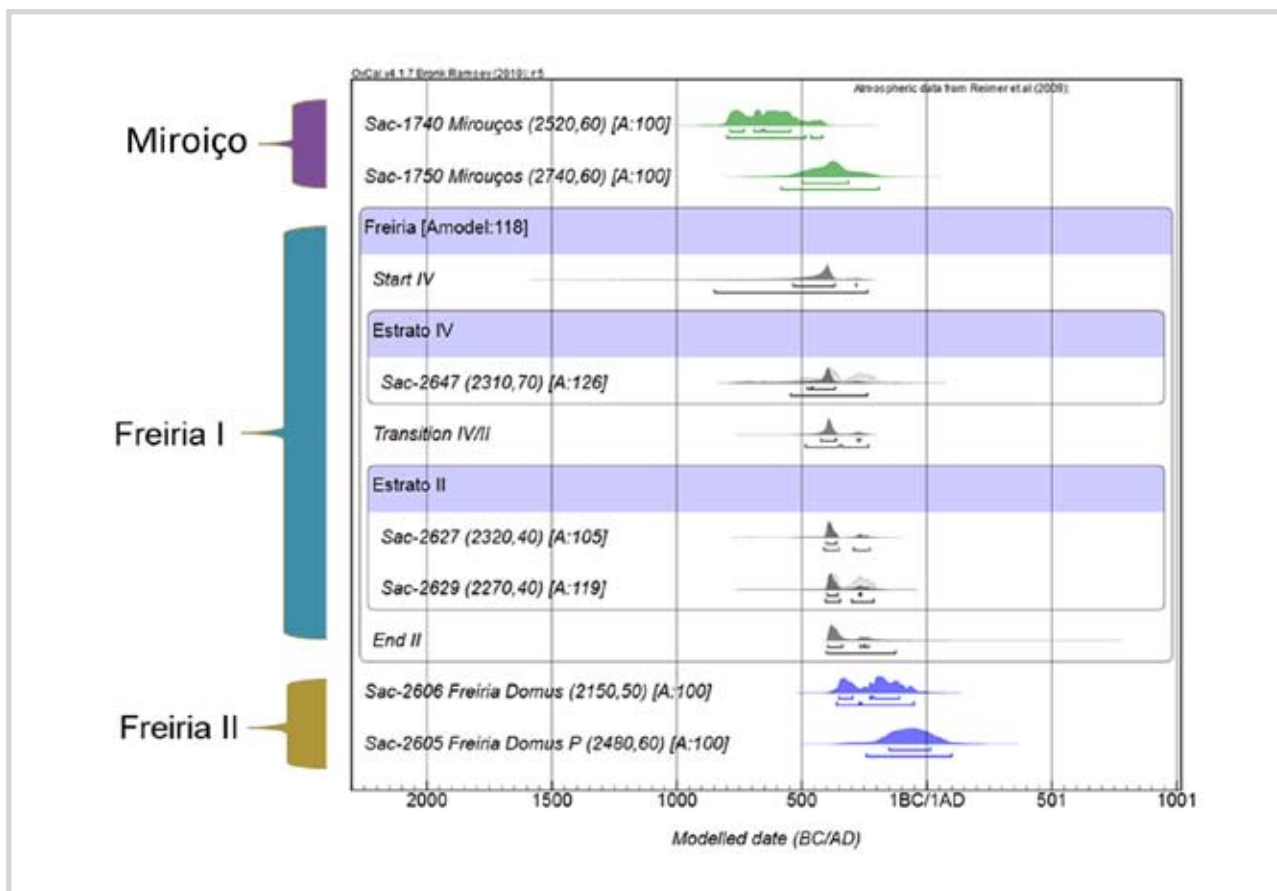 OxCal v4.1.7 Bronk Ramsey (2010); r:5
Atmospheric data from Reimer et al (2009);
Miroiço
Sac-1740 Mirouços (2520,60) [A:100]
Sac-1750 Mirouços (2740,60) [A:100]
Freiria I
Freiria [Amodel:118]
Start IV
Estrato IV
Sac-2647 (2310,70) [A:126]
Transition IV/II
Estrato II
Sac-2627 (2320,40) [A:105]
Sac-2629 (2270,40) [A:119]
End II
Freiria II
Sac-2606 Freiria Domus (2150,50) [A:100]
Sac-2605 Freiria Domus P (2480,60) [A:100]
2000 1500 1000 500 1BC/1AD 501 1001
Modelled date (BC/AD)